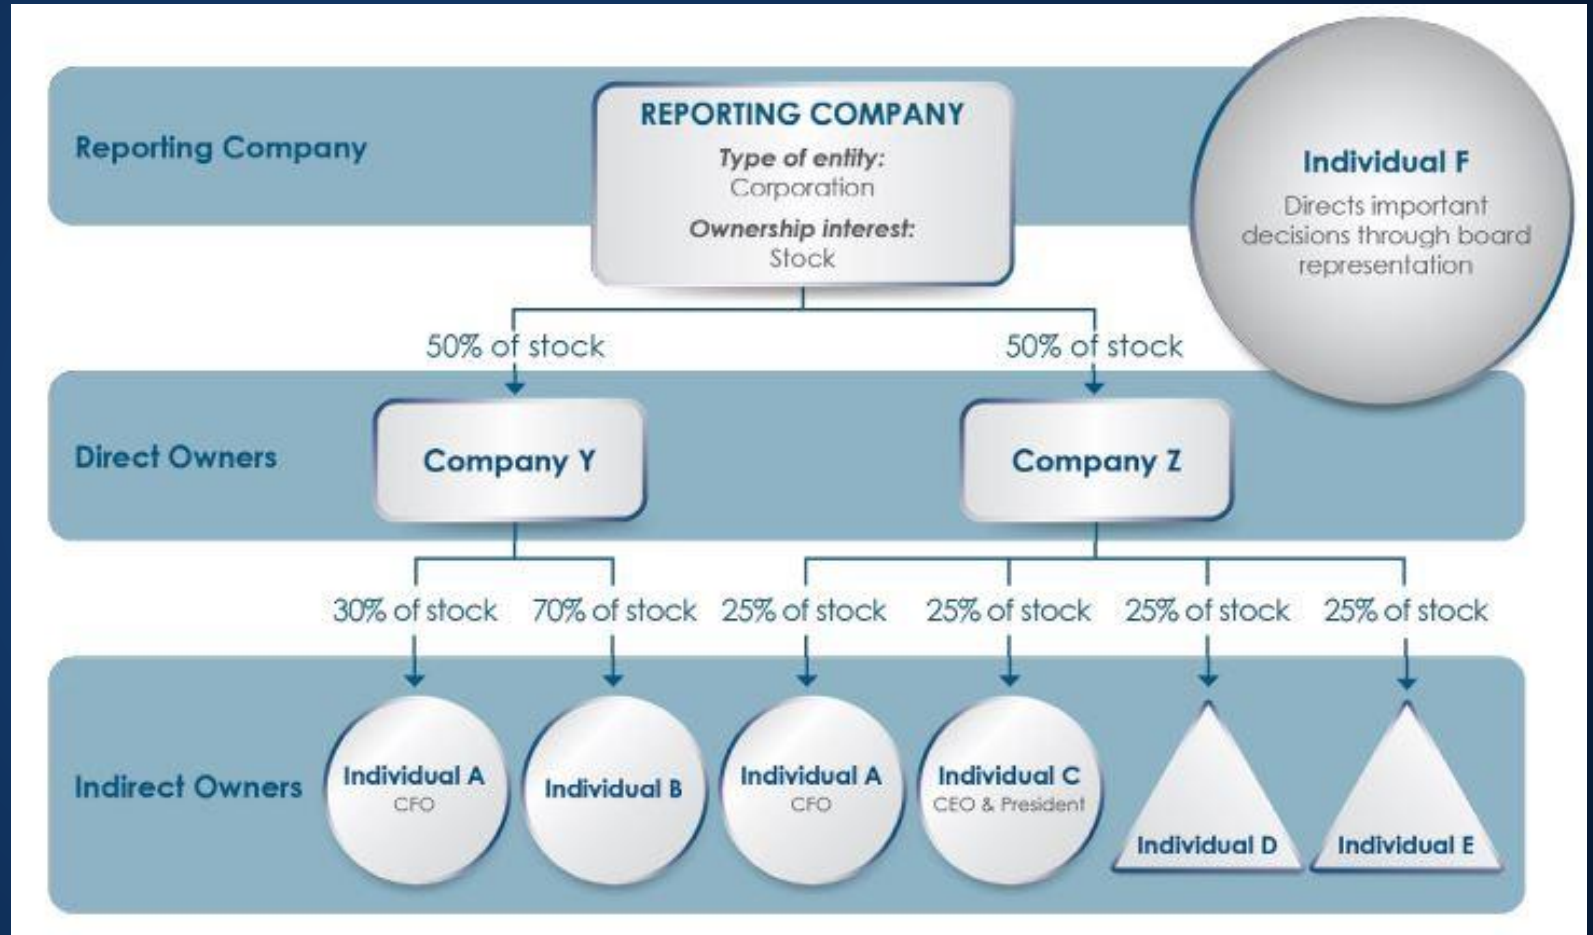 Reporting Company
REPORTING COMPANY
Type of entity:
Corporation
Ownership interest:
Stock
Individual F
Directs important
decisions through board
representation
50% of stock
50% of stock
Direct Owners
Company Y
Company Z
30% of stock
70% of stock
25% of stock
25% of stock
25% of stock
25% of stock
Indirect Owners
Individual A
CFO
Individual B
Individual A
CFO
Individual C
CEO & President
Individual D
Individual E